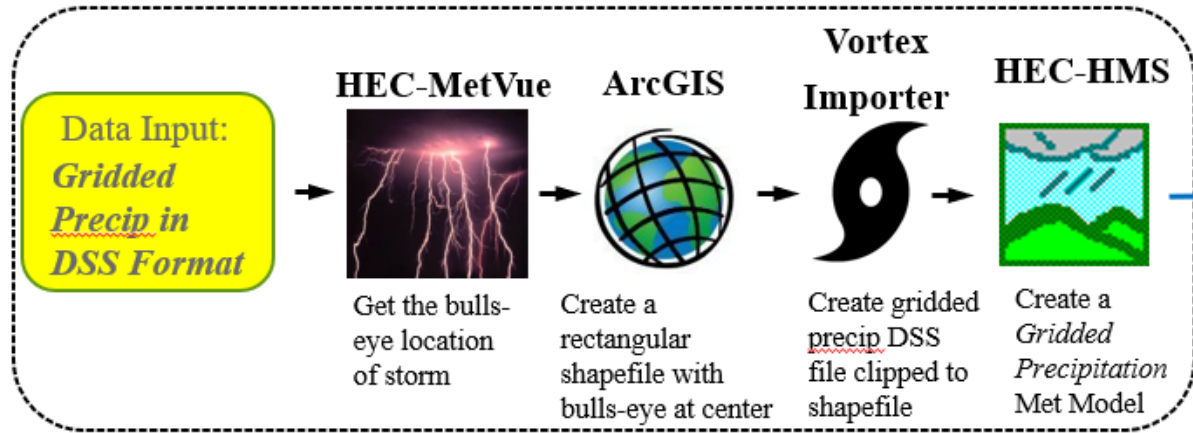 Data Input:
Gridded
Precip in
DSS Format
HEC-MetVue
Get the bulls-
eye location
of storm
ArcGIS
Create a
rectangular
shapefile with
bulls-eye at center
Vortex
Importer
Create gridded
precip DSS
file clipped to
shapefile
HEC-HMS
Create a
Gridded
Precipitation
Met Model